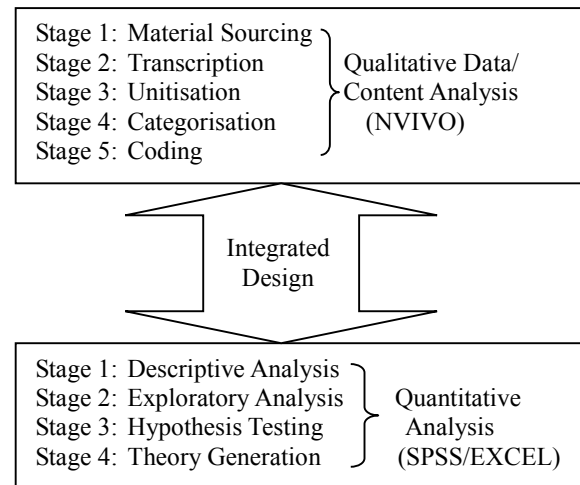 Stage 1: Material Sourcing
Stage 2: Transcription
Stage 3: Unitisation
Stage 4: Categorisation
Stage 5: Coding
Qualitative Data/
Content Analysis
(NVIVO)
Integrated
Design
Stage 1: Descriptive Analysis
Stage 2: Exploratory Analysis
Stage 3: Hypothesis Testing
Stage 4: Theory Generation
Quantitative
Analysis
(SPSS/EXCEL)